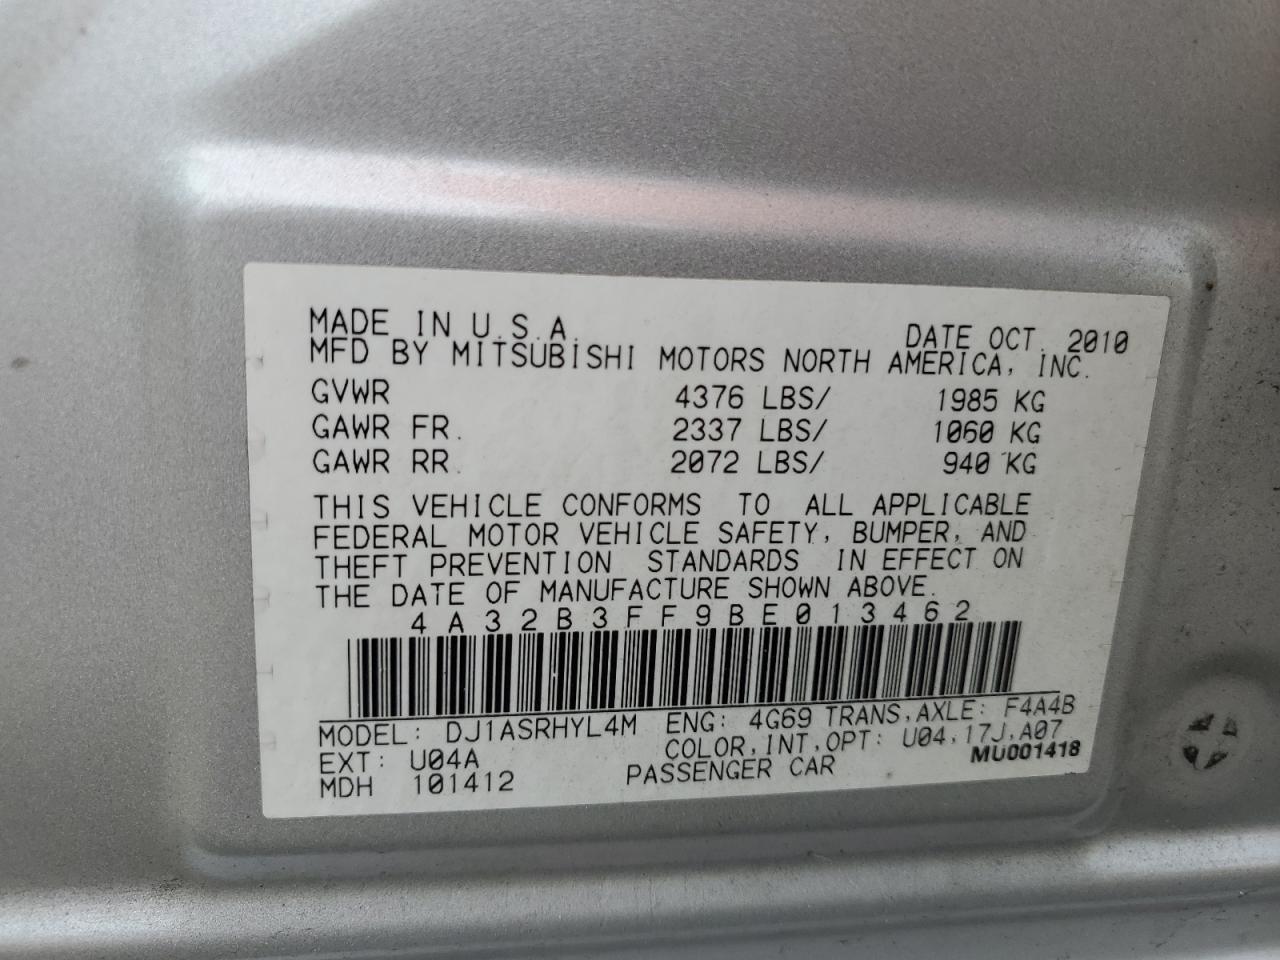 MADE IN U.S.A. DATE OCT. 2010
MFD BY MITSUBISHI MOTORS NORTH AMERICA, INC.
GVWR 4376 LBS/ 1985 KG
GAWR FR. 2337 LBS/ 1060 KG
GAWR RR. 2072 LBS/ 940 KG
THIS VEHICLE CONFORMS TO ALL APPLICABLE
FEDERAL MOTOR VEHICLE SAFETY, BUMPER, AND
THEFT PREVENTION STANDARDS IN EFFECT ON
THE DATE OF MANUFACTURE SHOWN ABOVE.
4A32B3FF9BE013462
MODEL: DJ1ASRHYL4M ENG: 4G69 TRANS,AXLE: F4A4B
EXT: U04A COLOR,INT,OPT: U04,17J,A07
MDH 101412 PASSENGER CAR MU001418